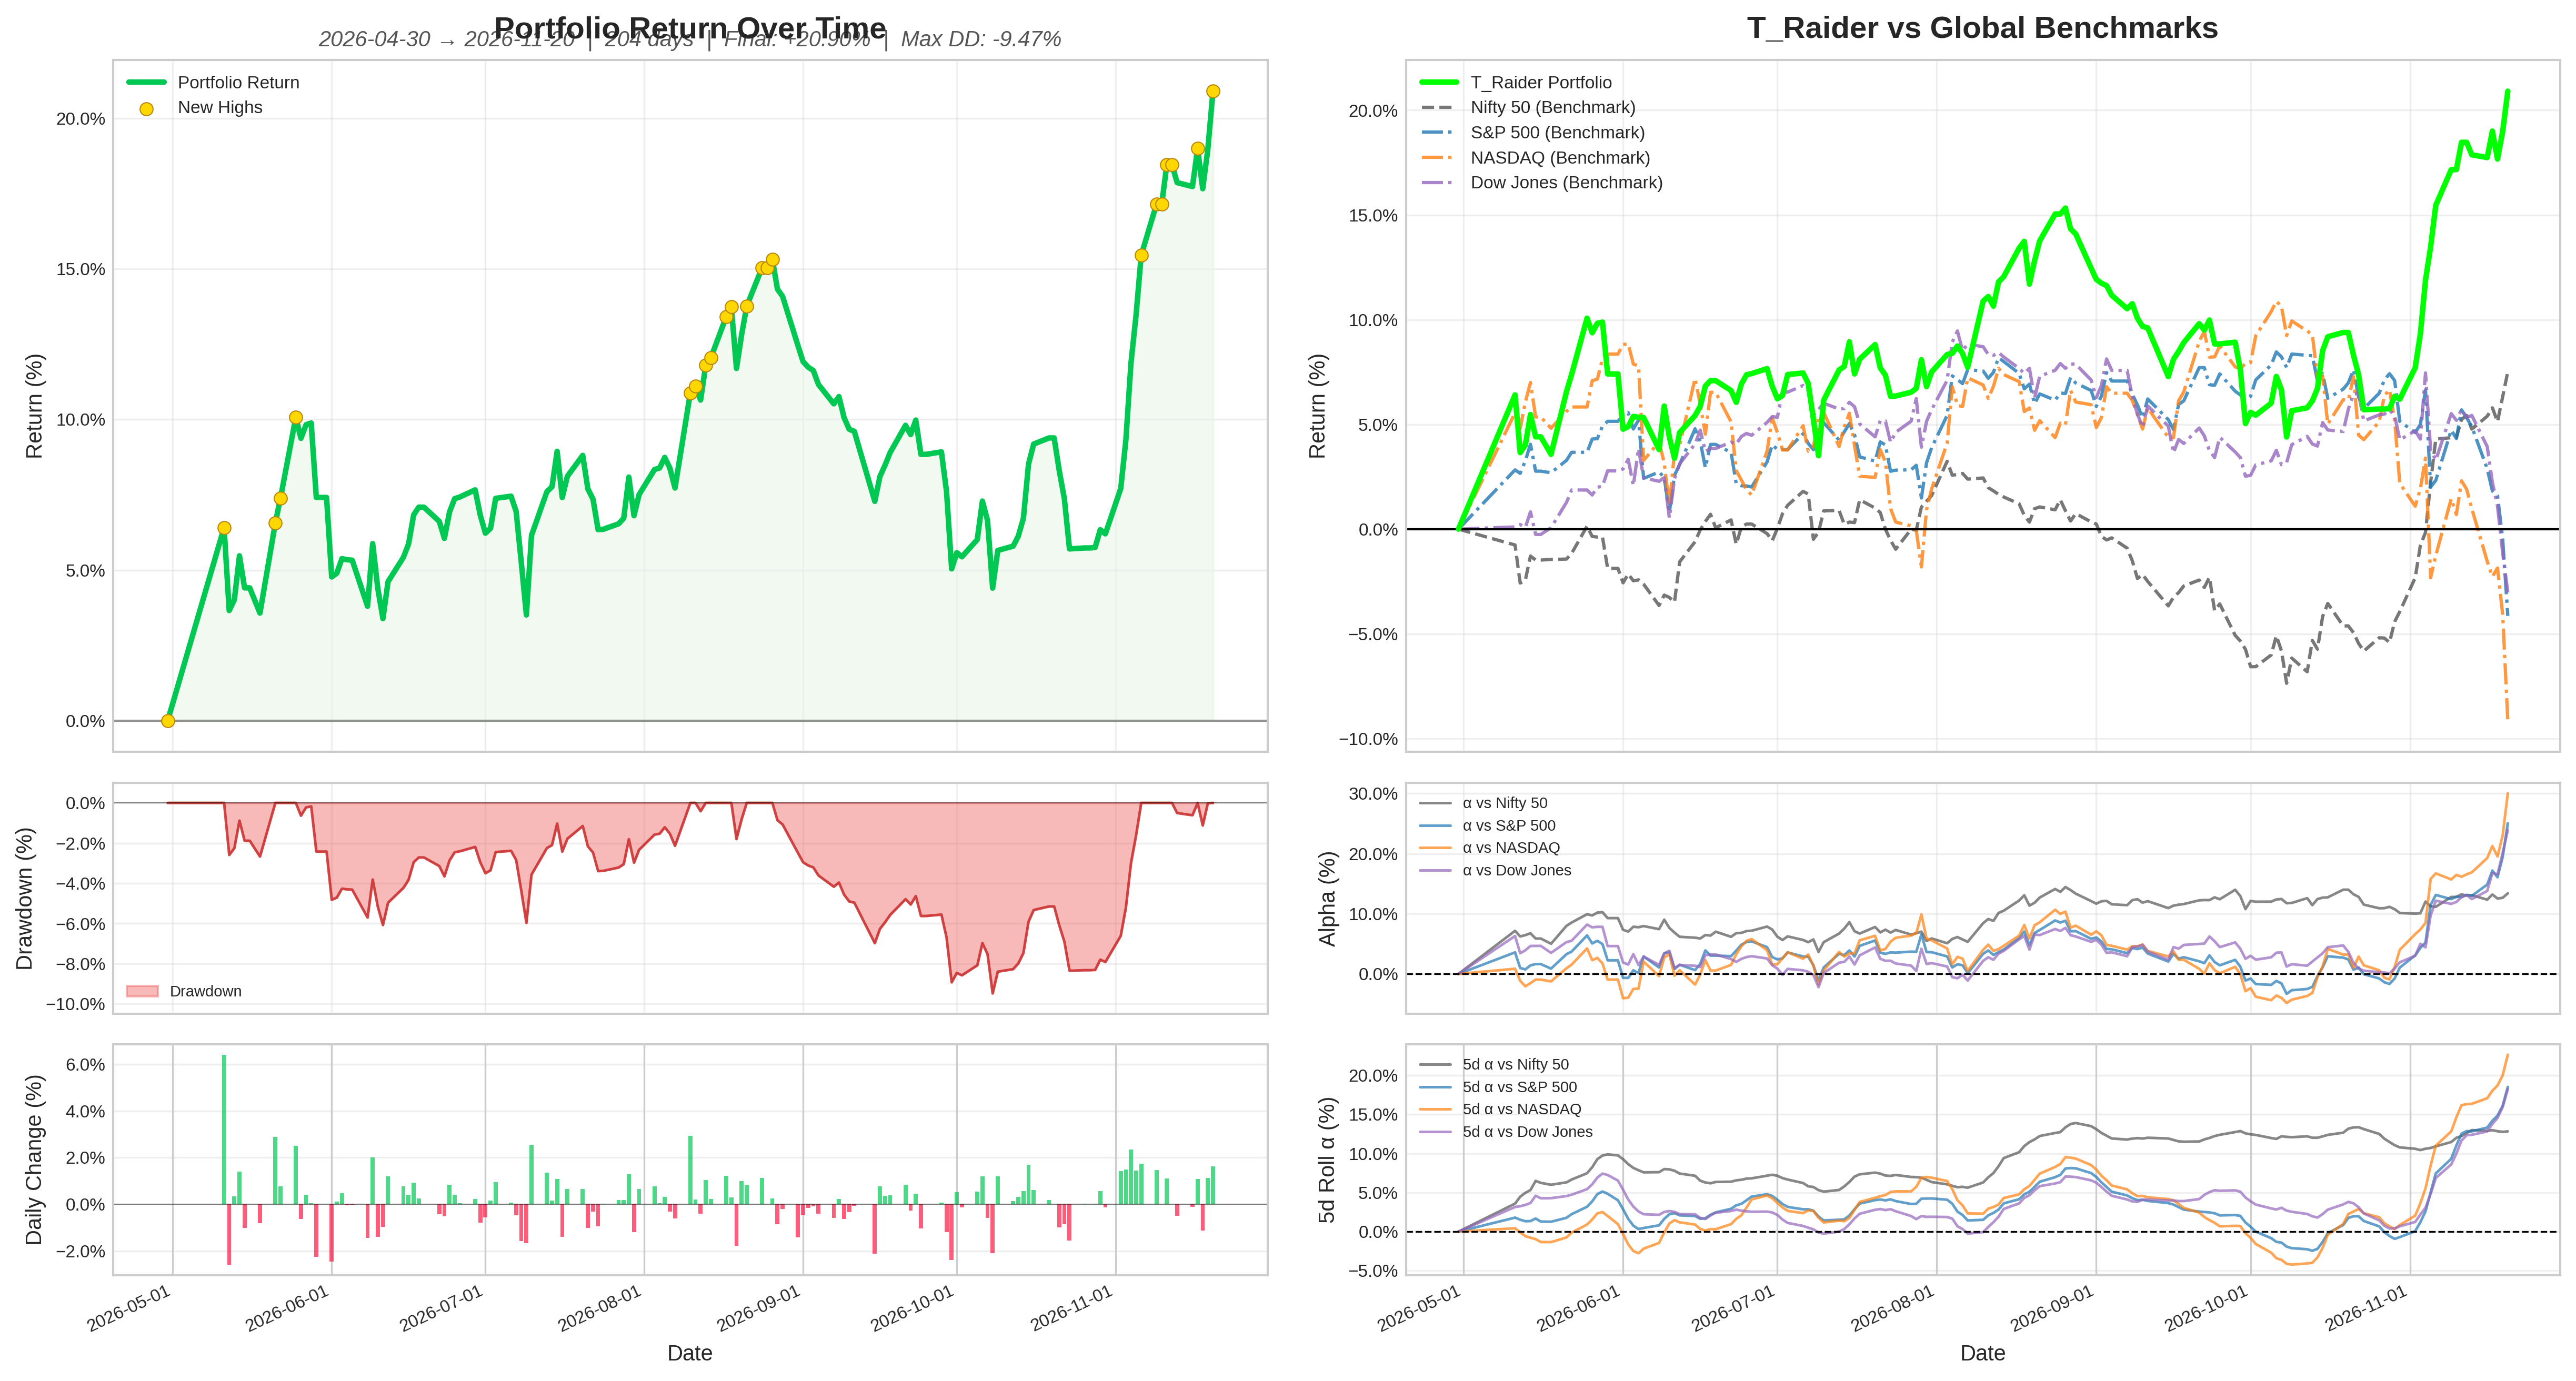 Portfolio Return Over Time
2026-04-30 → 2026-11-20 | 204 days | Final: +20.90% | Max DD: -9.47%
Portfolio Return
New Highs
Return (%)
20.0%
15.0%
10.0%
5.0%
0.0%
Drawdown (%)
0.0%
−2.0%
−4.0%
−6.0%
−8.0%
−10.0%
Drawdown
Daily Change (%)
6.0%
4.0%
2.0%
0.0%
−2.0%
2026-05-01
2026-06-01
2026-07-01
2026-08-01
2026-09-01
2026-10-01
2026-11-01
Date
T_Raider vs Global Benchmarks
T_Raider Portfolio
Nifty 50 (Benchmark)
S&P 500 (Benchmark)
NASDAQ (Benchmark)
Dow Jones (Benchmark)
Return (%)
20.0%
15.0%
10.0%
5.0%
0.0%
−5.0%
−10.0%
Alpha (%)
30.0%
20.0%
10.0%
0.0%
α vs Nifty 50
α vs S&P 500
α vs NASDAQ
α vs Dow Jones
5d Roll α (%)
20.0%
15.0%
10.0%
5.0%
0.0%
−5.0%
5d α vs Nifty 50
5d α vs S&P 500
5d α vs NASDAQ
5d α vs Dow Jones
2026-05-01
2026-06-01
2026-07-01
2026-08-01
2026-09-01
2026-10-01
2026-11-01
Date